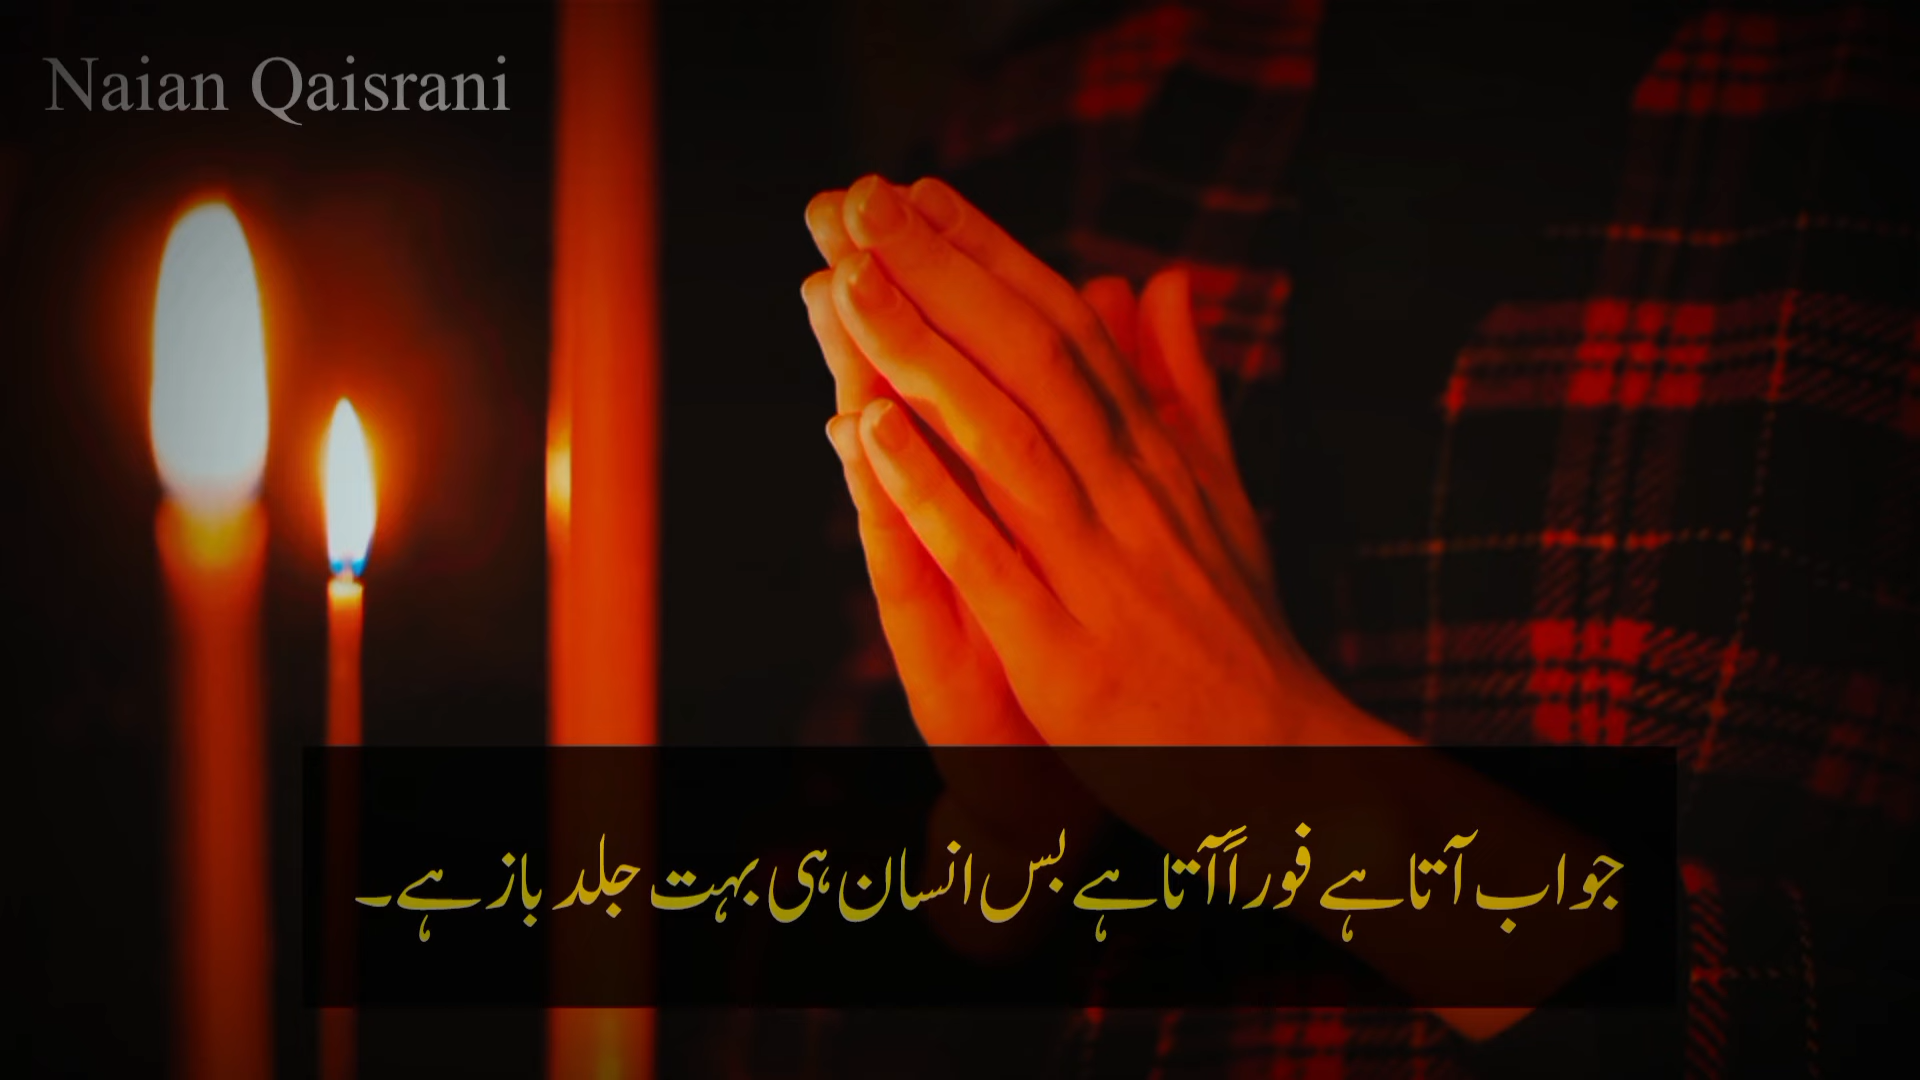 Naian Qaisrani
جواب آتا ہے فوراً آتا ہے بس انسان ہی بہت جلد باز ہے۔